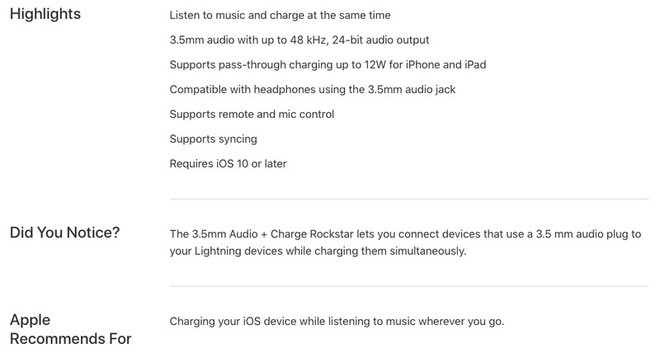 Highlights
Listen to music and charge at the same time
3.5mm audio with up to 48 kHz, 24-bit audio output
Supports pass-through charging up to 12W for iPhone and iPad
Compatible with headphones using the 3.5mm audio jack
Supports remote and mic control
Supports syncing
Requires iOS 10 or later
Did You Notice?
The 3.5mm Audio + Charge Rockstar lets you connect devices that use a 3.5 mm audio plug to
your Lightning devices while charging them simultaneously.
Apple
Recommends For
Charging your iOS device while listening to music wherever you go.